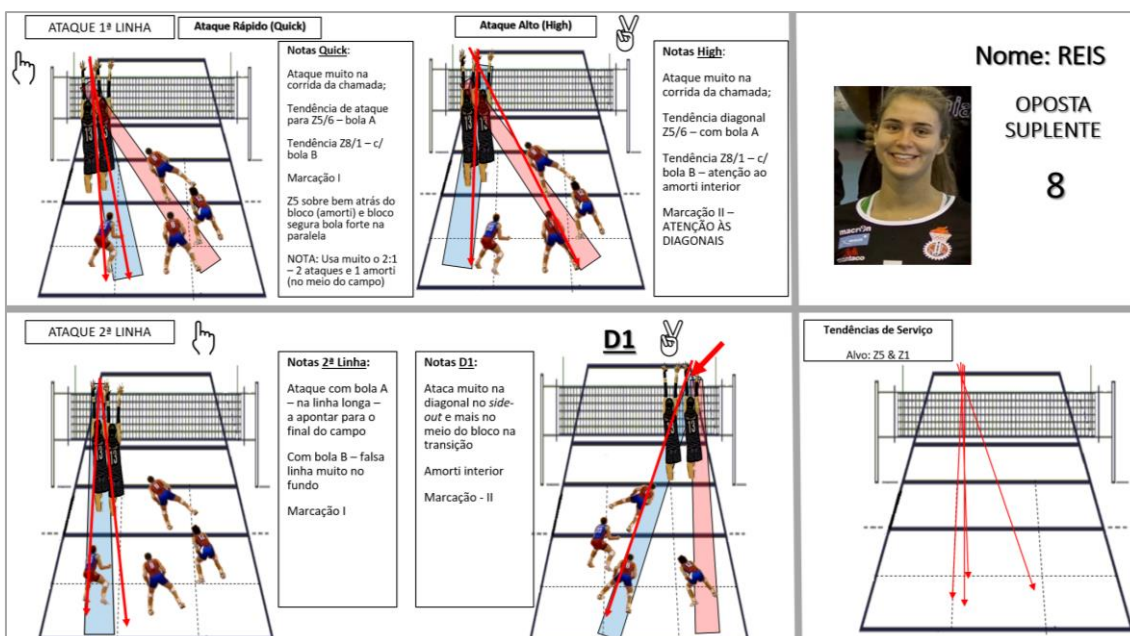 ATAQUE 1ª LINHA
Ataque Rápido (Quick)
Notas Quick:
Ataque muito na
corrida da chamada;
Tendência de ataque
para Z5/6 – bola A
Tendência Z8/1 – c/
bola B
Marcação I
Z5 sobre bem atrás do
bloco (amorti) e bloco
segura bola forte na
paralela
NOTA: Usa muito o 2:1
– 2 ataques e 1 amorti
(no meio do campo)
Ataque Alto (High)
Notas High:
Ataque muito na
corrida da chamada;
Tendência diagonal
Z5/6 – com bola A
Tendência Z8/1 – c/
bola B – atenção ao
amorti interior
Marcação II –
ATENÇÃO ÀS
DIAGONAIS
Nome: REIS
OPOSTA
SUPLENTE
8
macron
ATAQUE 2ª LINHA
Notas 2ª Linha:
Ataque com bola A
– na linha longa –
a apontar para o
final do campo
Com bola B – falsa
linha muito no
fundo
Marcação I
Notas D1:
Ataca muito na
diagonal no side-
out e mais no
meio do bloco na
transição
Amorti interior
Marcação - II
D1
Tendências de Serviço
Alvo: Z5 & Z1